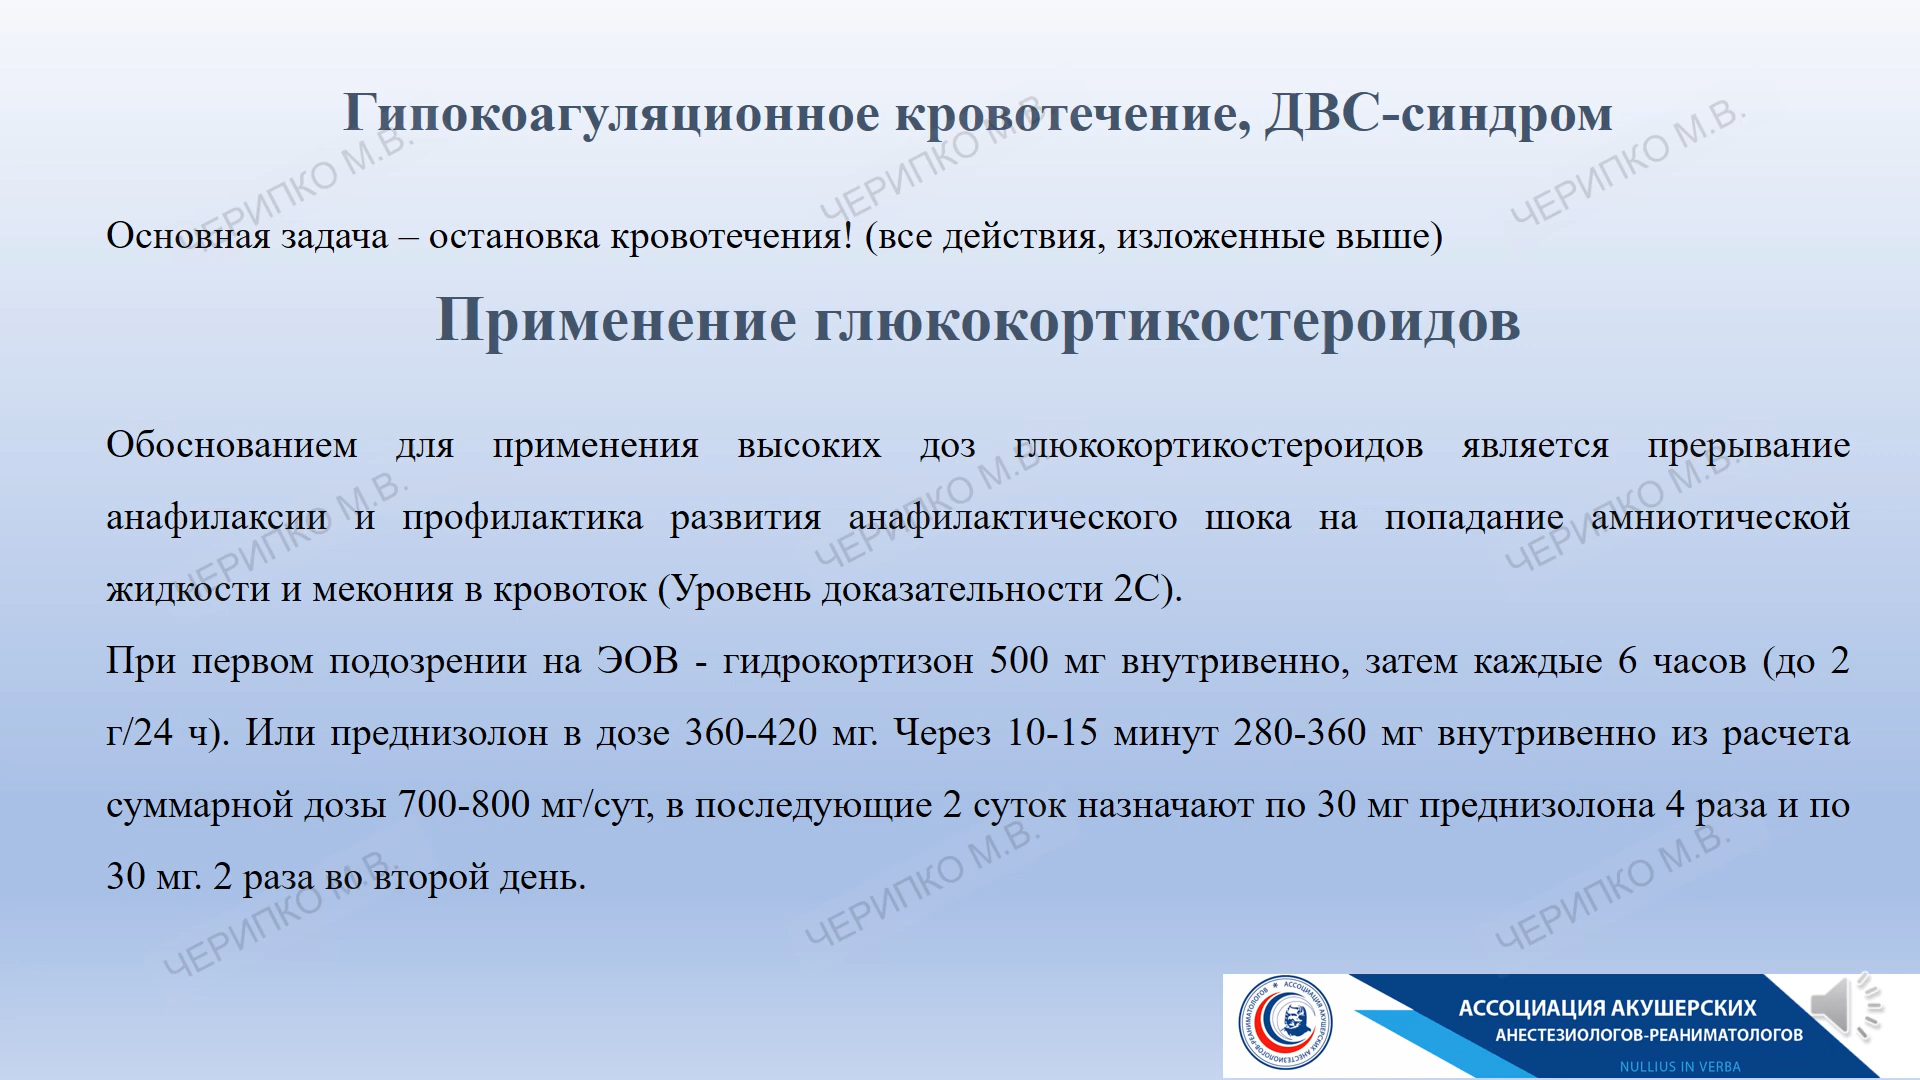 Гипокоагуляционное кровотечение, ДВС-синдром
Основная задача – остановка кровотечения! (все действия, изложенные выше)
Применение глюкокортикостероидов
Обоснованием для применения высоких доз глюкокортикостероидов является прерывание
анафилаксии и профилактика развития анафилактического шока на попадание амниотической
жидкости и мекония в кровоток (Уровень доказательности 2С).
При первом подозрении на ЭОВ - гидрокортизон 500 мг внутривенно, затем каждые 6 часов (до 2
г/24 ч). Или преднизолон в дозе 360-420 мг. Через 10-15 минут 280-360 мг внутривенно из расчета
суммарной дозы 700-800 мг/сут, в последующие 2 суток назначают по 30 мг преднизолона 4 раза и по
30 мг. 2 раза во второй день.
ЧЕРИПКО М.В.
ЧЕРИПКО М.В.
ЧЕРИПКО М.В.
ЧЕРИПКО М.В.
ЧЕРИПКО М.В.
ЧЕРИПКО М.В.
ЧЕРИПКО М.В.
ЧЕРИПКО М.В.
ЧЕРИПКО М.В.
АССОЦИАЦИЯ АКУШЕРСКИХ АНЕСТЕЗИОЛОГОВ-РЕАНИМАТОЛОГОВ
АССОЦИАЦИЯ АКУШЕРСКИХ
АНЕСТЕЗИОЛОГОВ-РЕАНИМАТОЛОГОВ
NULLIUS IN VERBA